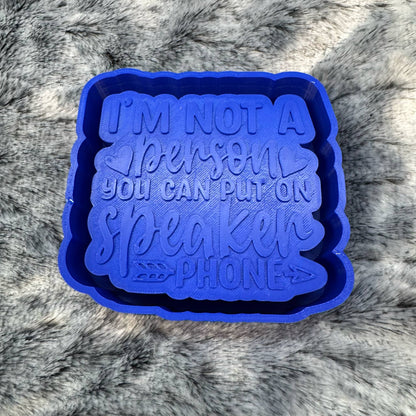 I'M NOT A
person
YOU CAN PUT ON
speaker
PHONE